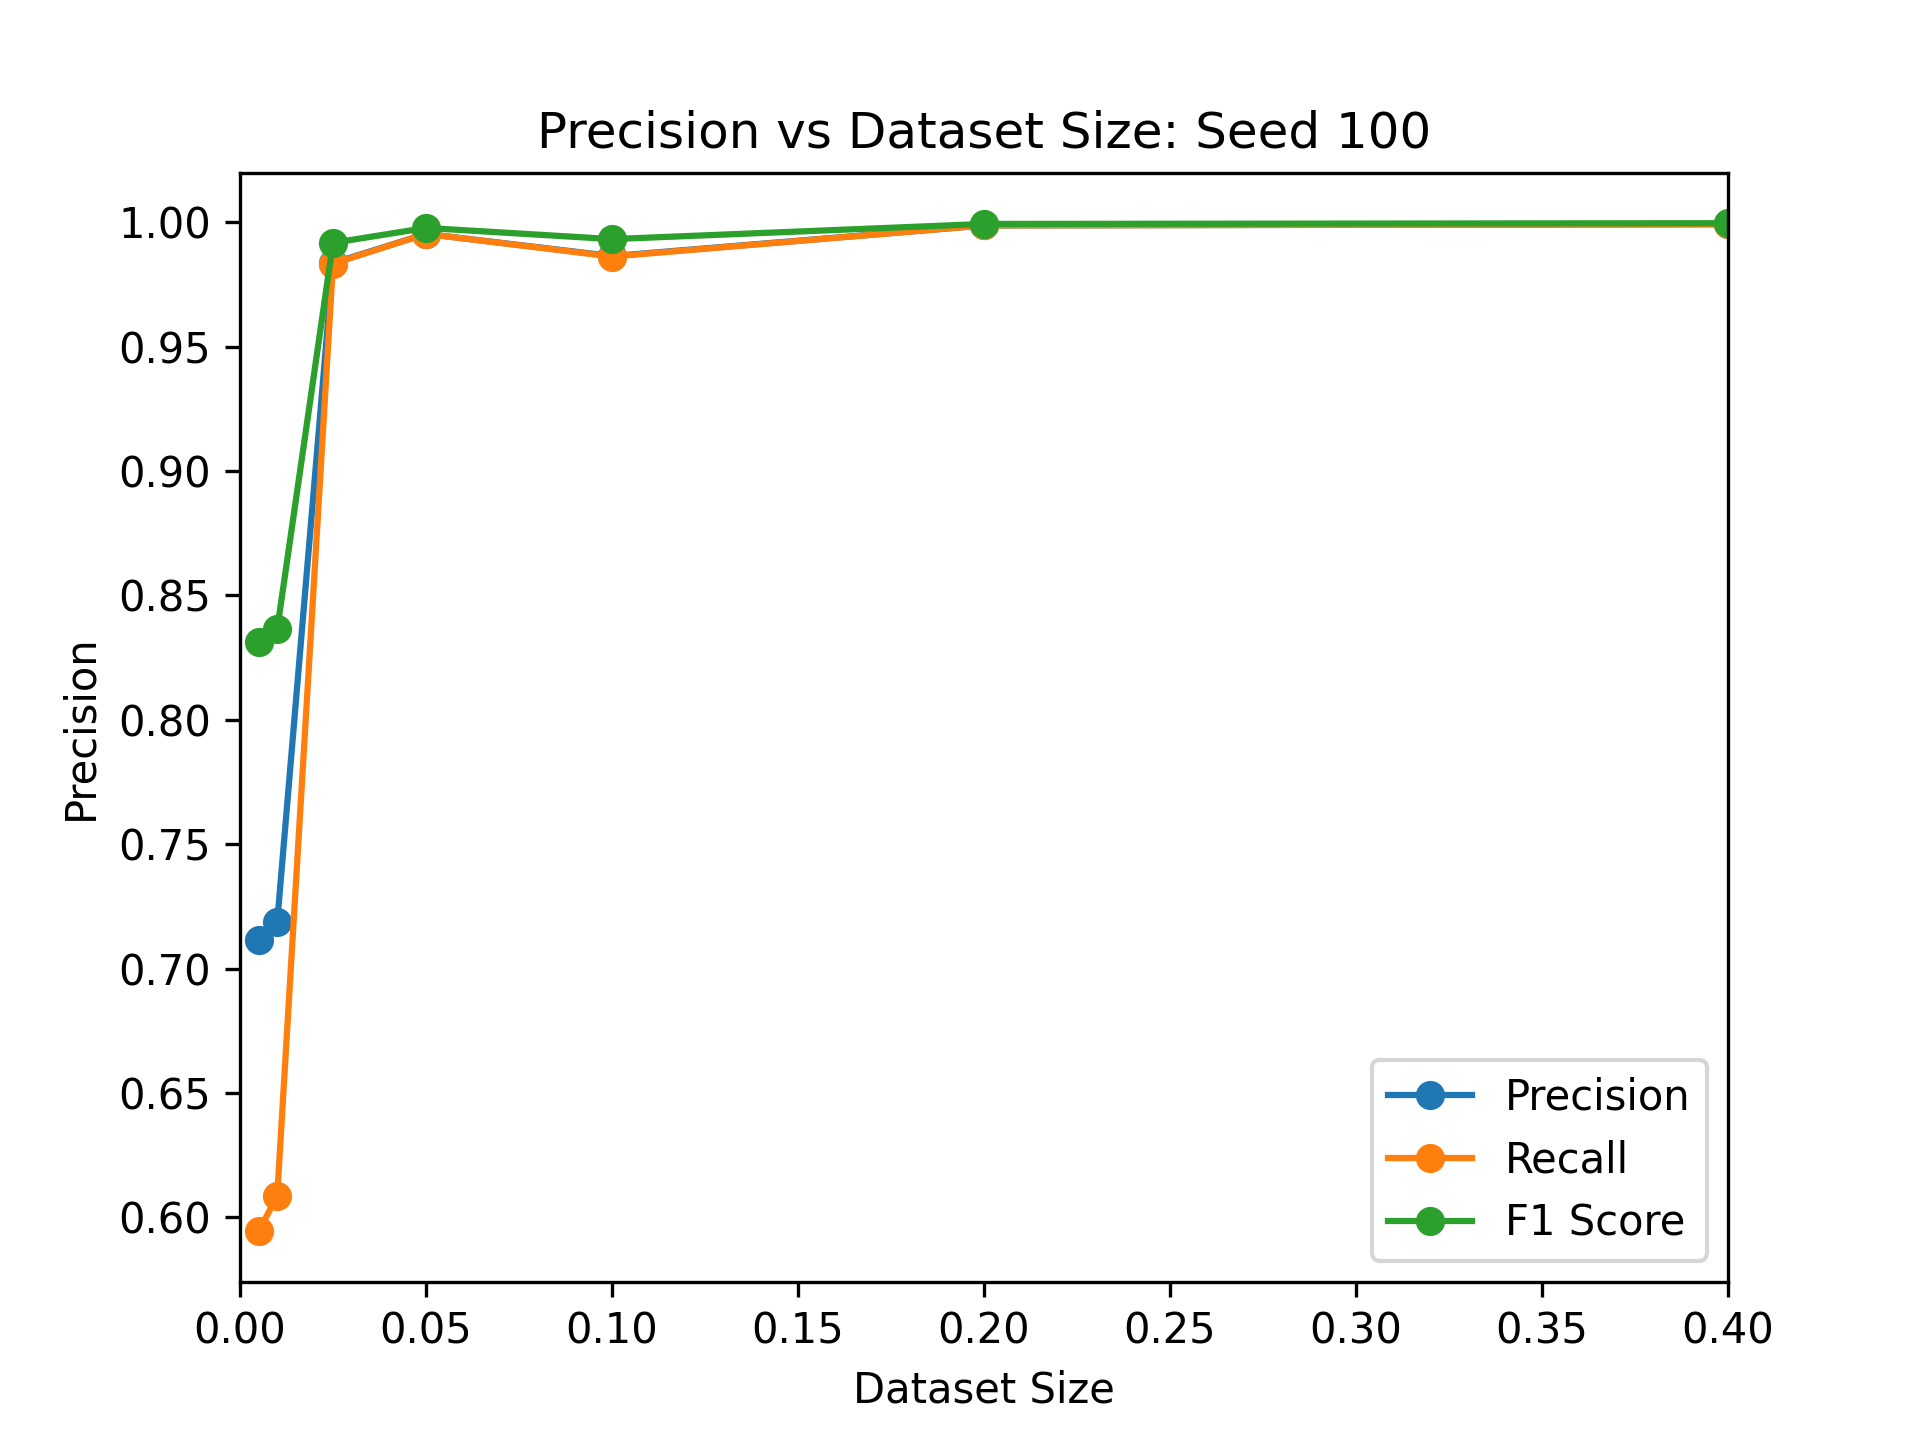 Precision vs Dataset Size: Seed 100
1.00
0.95
0.90
0.85
0.80
0.75
0.70
0.65
0.60
Precision
Precision
Recall
F1 Score
0.00 0.05 0.10 0.15 0.20 0.25 0.30 0.35 0.40
Dataset Size